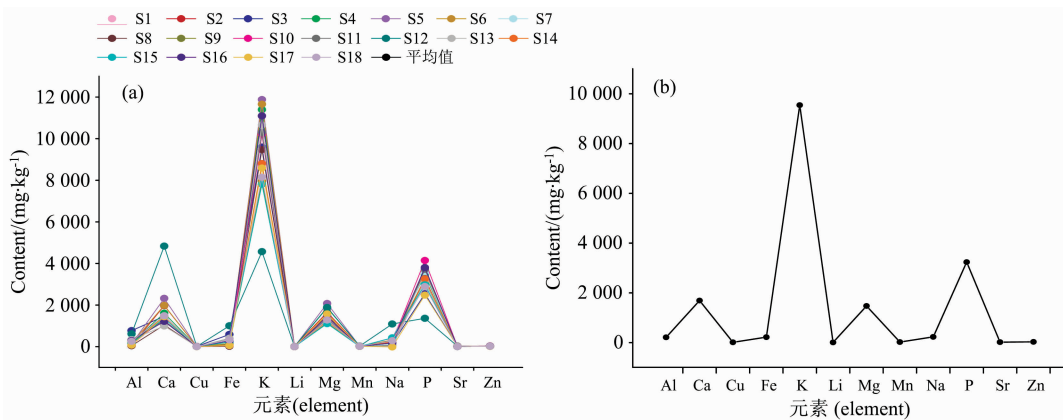 S1 S2 S3 S4 S5 S6 S7
S8 S9 S10 S11 S12 S13 S14
S15 S16 S17 S18 平均值
(a)
Content/(mg·kg⁻¹)
12 000
10 000
8 000
6 000
4 000
2 000
0
Al Ca Cu Fe K Li Mg Mn Na P Sr Zn
元素(element)
(b)
Content/(mg·kg⁻¹)
10 000
8 000
6 000
4 000
2 000
0
Al Ca Cu Fe K Li Mg Mn Na P Sr Zn
元素 (element)